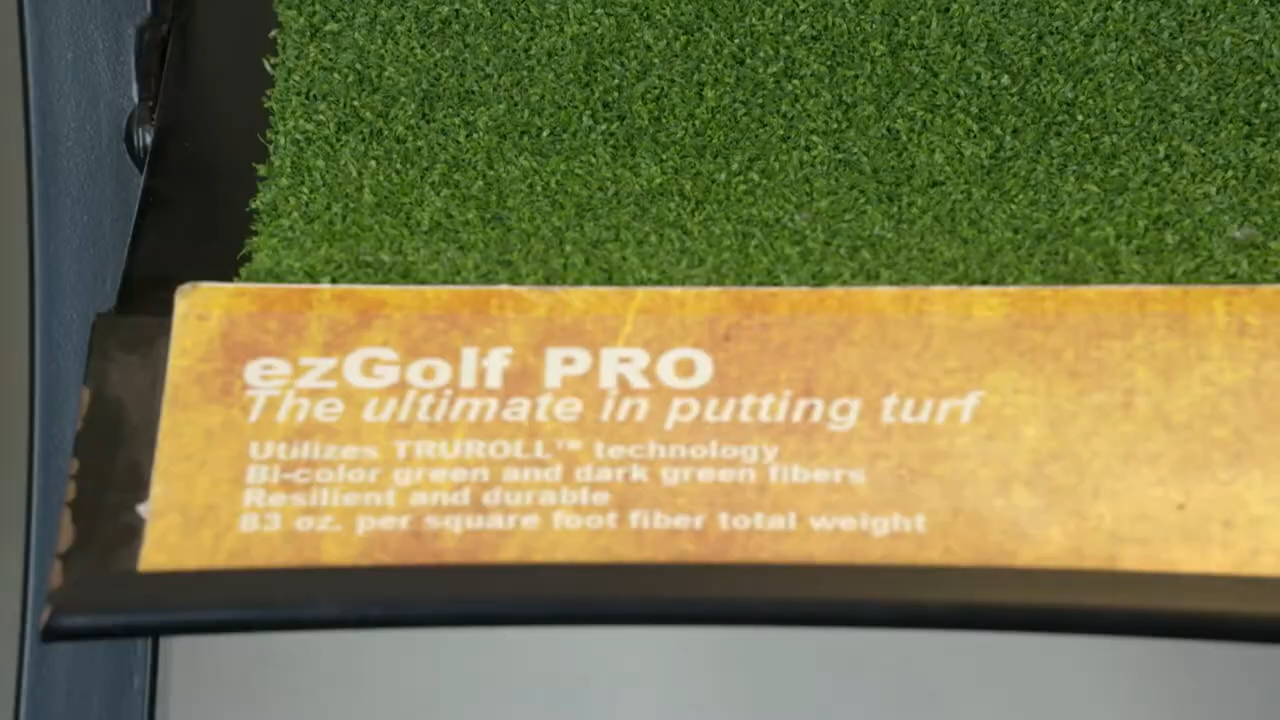 ezGolf PRO
The ultimate in putting turf
Utilizes TRUROLL™ technology
Bi-color green and dark green fibers
Resilient and durable
83 oz. per square foot fiber total weight